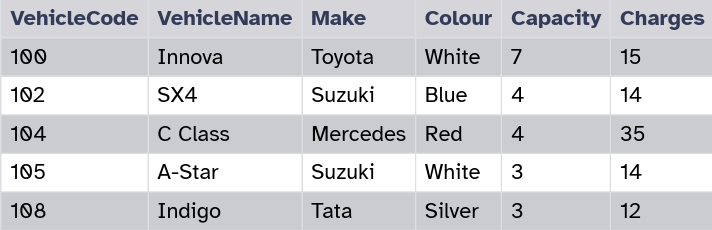 VehicleCode VehicleName Make Colour Capacity Charges
100 Innova Toyota White 7 15
102 SX4 Suzuki Blue 4 14
104 C Class Mercedes Red 4 35
105 A-Star Suzuki White 3 14
108 Indigo Tata Silver 3 12